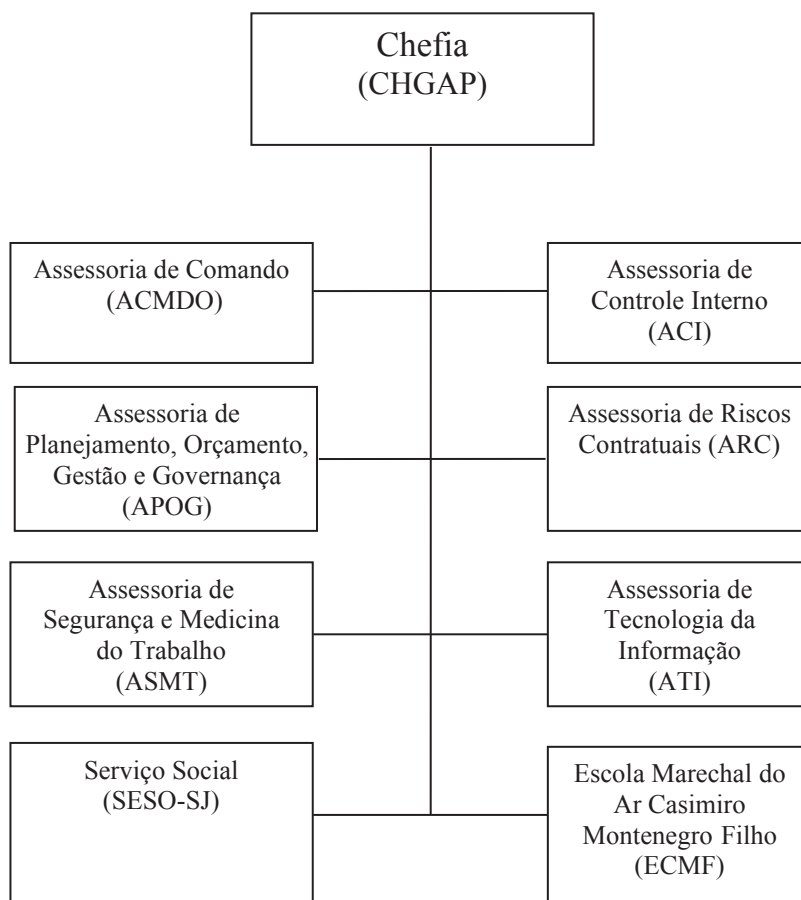 Chefia
(CHGAP)
Assessoria de Comando
(ACMDO)
Assessoria de
Controle Interno
(ACI)
Assessoria de
Planejamento, Orçamento,
Gestão e Governança
(APOG)
Assessoria de Riscos
Contratuais (ARC)
Assessoria de
Segurança e Medicina
do Trabalho
(ASMT)
Assessoria de
Tecnologia da
Informação
(ATI)
Serviço Social
(SESO-SJ)
Escola Marechal do
Ar Casimiro
Montenegro Filho
(ECMF)